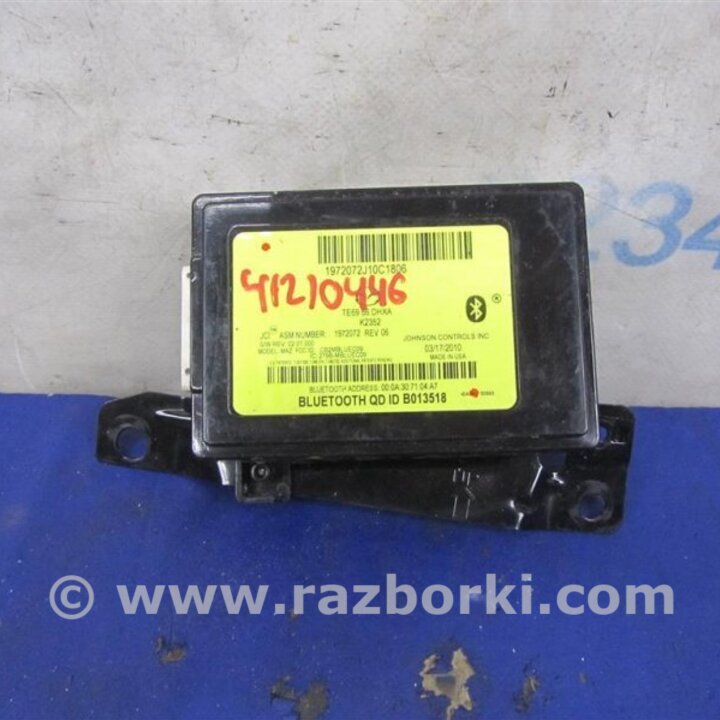 234
1972072J10C1806
41210446
TE69 66 DHXA
K2352
JCI ASM NUMBER: 1972072 REV 06
JOHNSON CONTROLS INC
03/17/2010
MADE IN USA
BLUETOOTH ADDRESS: 00:0A:30:71:04:A7
BLUETOOTH QD ID B013518
© www.razborki.com